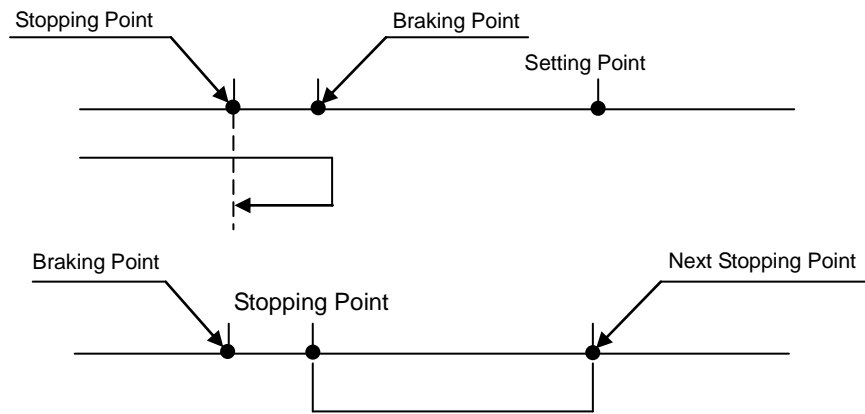 Stopping Point
Braking Point
Setting Point
Braking Point
Stopping Point
Next Stopping Point